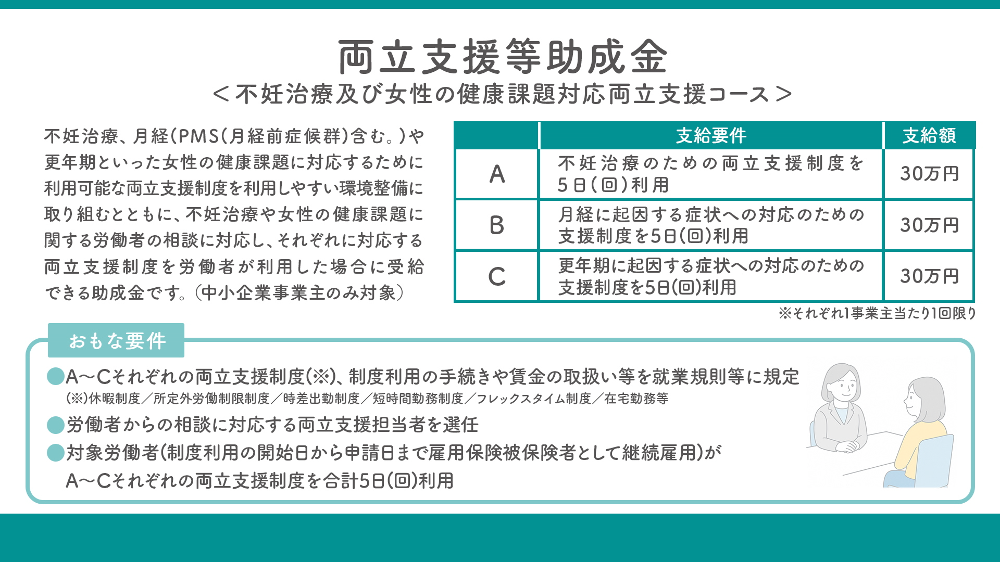 両立支援等助成金
＜不妊治療及び女性の健康課題対応両立支援コース＞
不妊治療、月経(PMS(月経前症候群)含む。)や
更年期といった女性の健康課題に対応するために
利用可能な両立支援制度を利用しやすい環境整備に
取り組むとともに、不妊治療や女性の健康課題に
関する労働者の相談に対応し、それぞれに対応する
両立支援制度を労働者が利用した場合に受給
できる助成金です。（中小企業事業主のみ対象）
支給要件 支給額
A 不妊治療のための両立支援制度を
5日(回)利用 30万円
B 月経に起因する症状への対応のための
支援制度を5日(回)利用 30万円
C 更年期に起因する症状への対応のための
支援制度を5日(回)利用 30万円
※それぞれ1事業主当たり1回限り
おもな要件
●A～Cそれぞれの両立支援制度(※)、制度利用の手続きや賃金の取扱い等を就業規則等に規定
(※)休暇制度／所定外労働制限制度／時差出勤制度／短時間勤務制度／フレックスタイム制度／在宅勤務等
●労働者からの相談に対応する両立支援担当者を選任
●対象労働者(制度利用の開始日から申請日まで雇用保険被保険者として継続雇用)が
A～Cそれぞれの両立支援制度を合計5日(回)利用